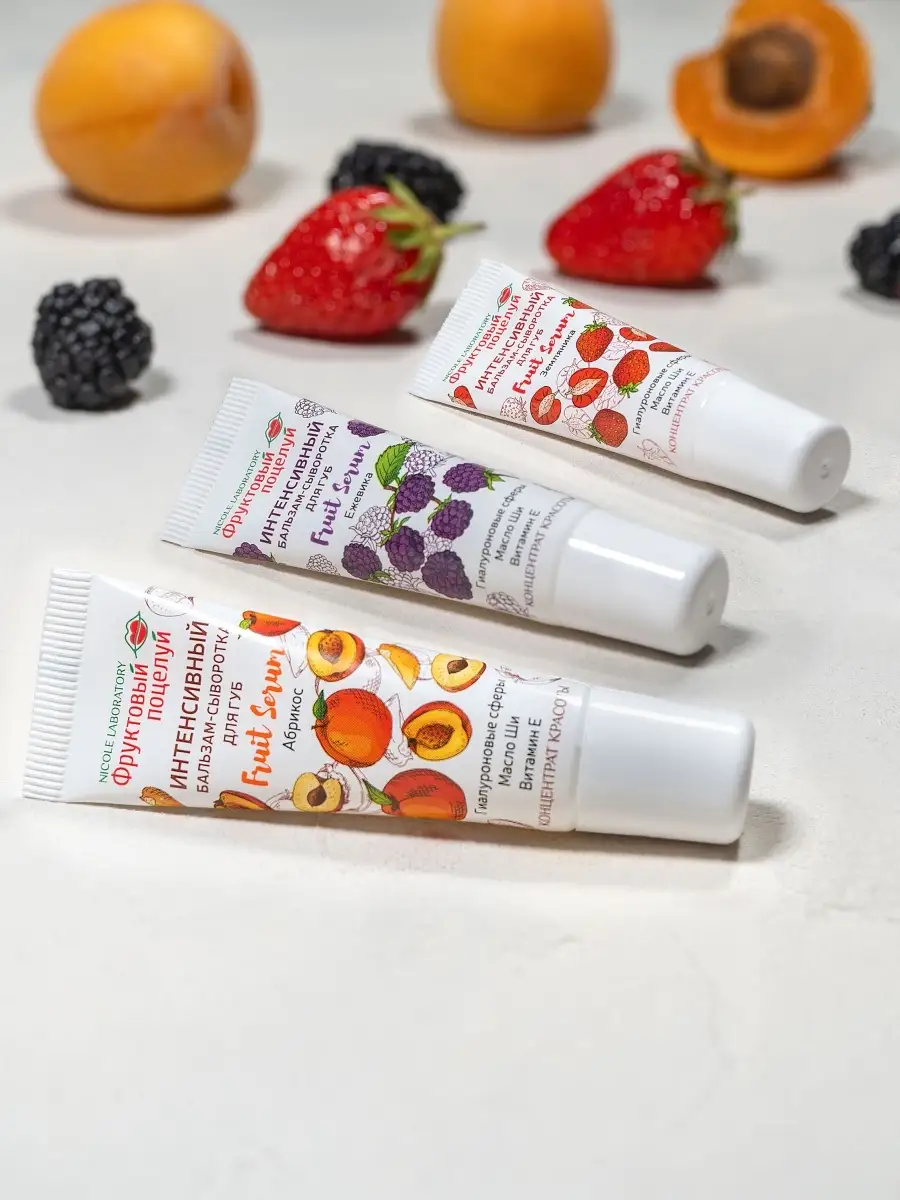 NICOLE LABORATORY
Фруктовый
поцелуй
ИНТЕНСИВНЫЙ
БАЛЬЗАМ-СЫВОРОТКА
ДЛЯ ГУБ
Fruit Serum
Земляника
Гиалуроновые сферы
Масло Ши
Витамин Е
КОНЦЕНТРАТ КРАСОТЫ
NICOLE LABORATORY
Фруктовый
поцелуй
ИНТЕНСИВНЫЙ
БАЛЬЗАМ-СЫВОРОТКА
ДЛЯ ГУБ
Fruit Serum
Ежевика
Гиалуроновые сферы
Масло Ши
Витамин Е
КОНЦЕНТРАТ КРАСОТЫ
NICOLE LABORATORY
Фруктовый
поцелуй
ИНТЕНСИВНЫЙ
БАЛЬЗАМ-СЫВОРОТКА
ДЛЯ ГУБ
Fruit Serum
Абрикос
Гиалуроновые сферы
Масло Ши
Витамин Е
КОНЦЕНТРАТ КРАСОТЫ